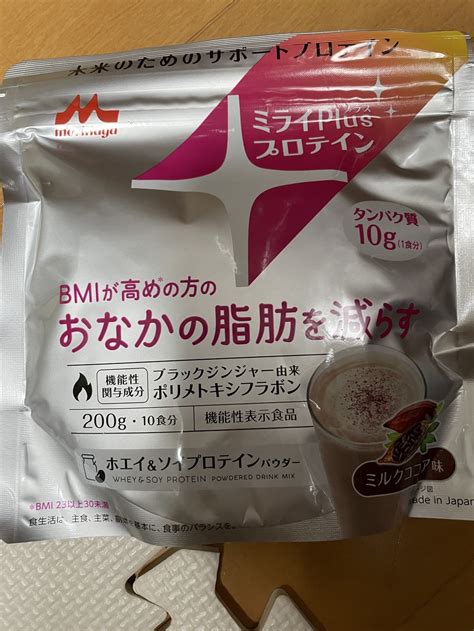 未来のためのサポートプロテイン
morinaga
ミライPlus
プラス
プロテイン
タンパク質
10g(1食分)
BMIが高め※の方の
おなかの脂肪を減らす
機能性
関与成分
ブラックジンジャー由来
ポリメトキシフラボン
200g・10食分
機能性表示食品
ホエイ&ソイプロテインパウダー
WHEY & SOY PROTEIN POWDERED DRINK MIX
ミルクココア味
※BMI 23以上30未満
ade in Japan
食生活は、主食、主菜、副菜を基本に、食事のバランスを。